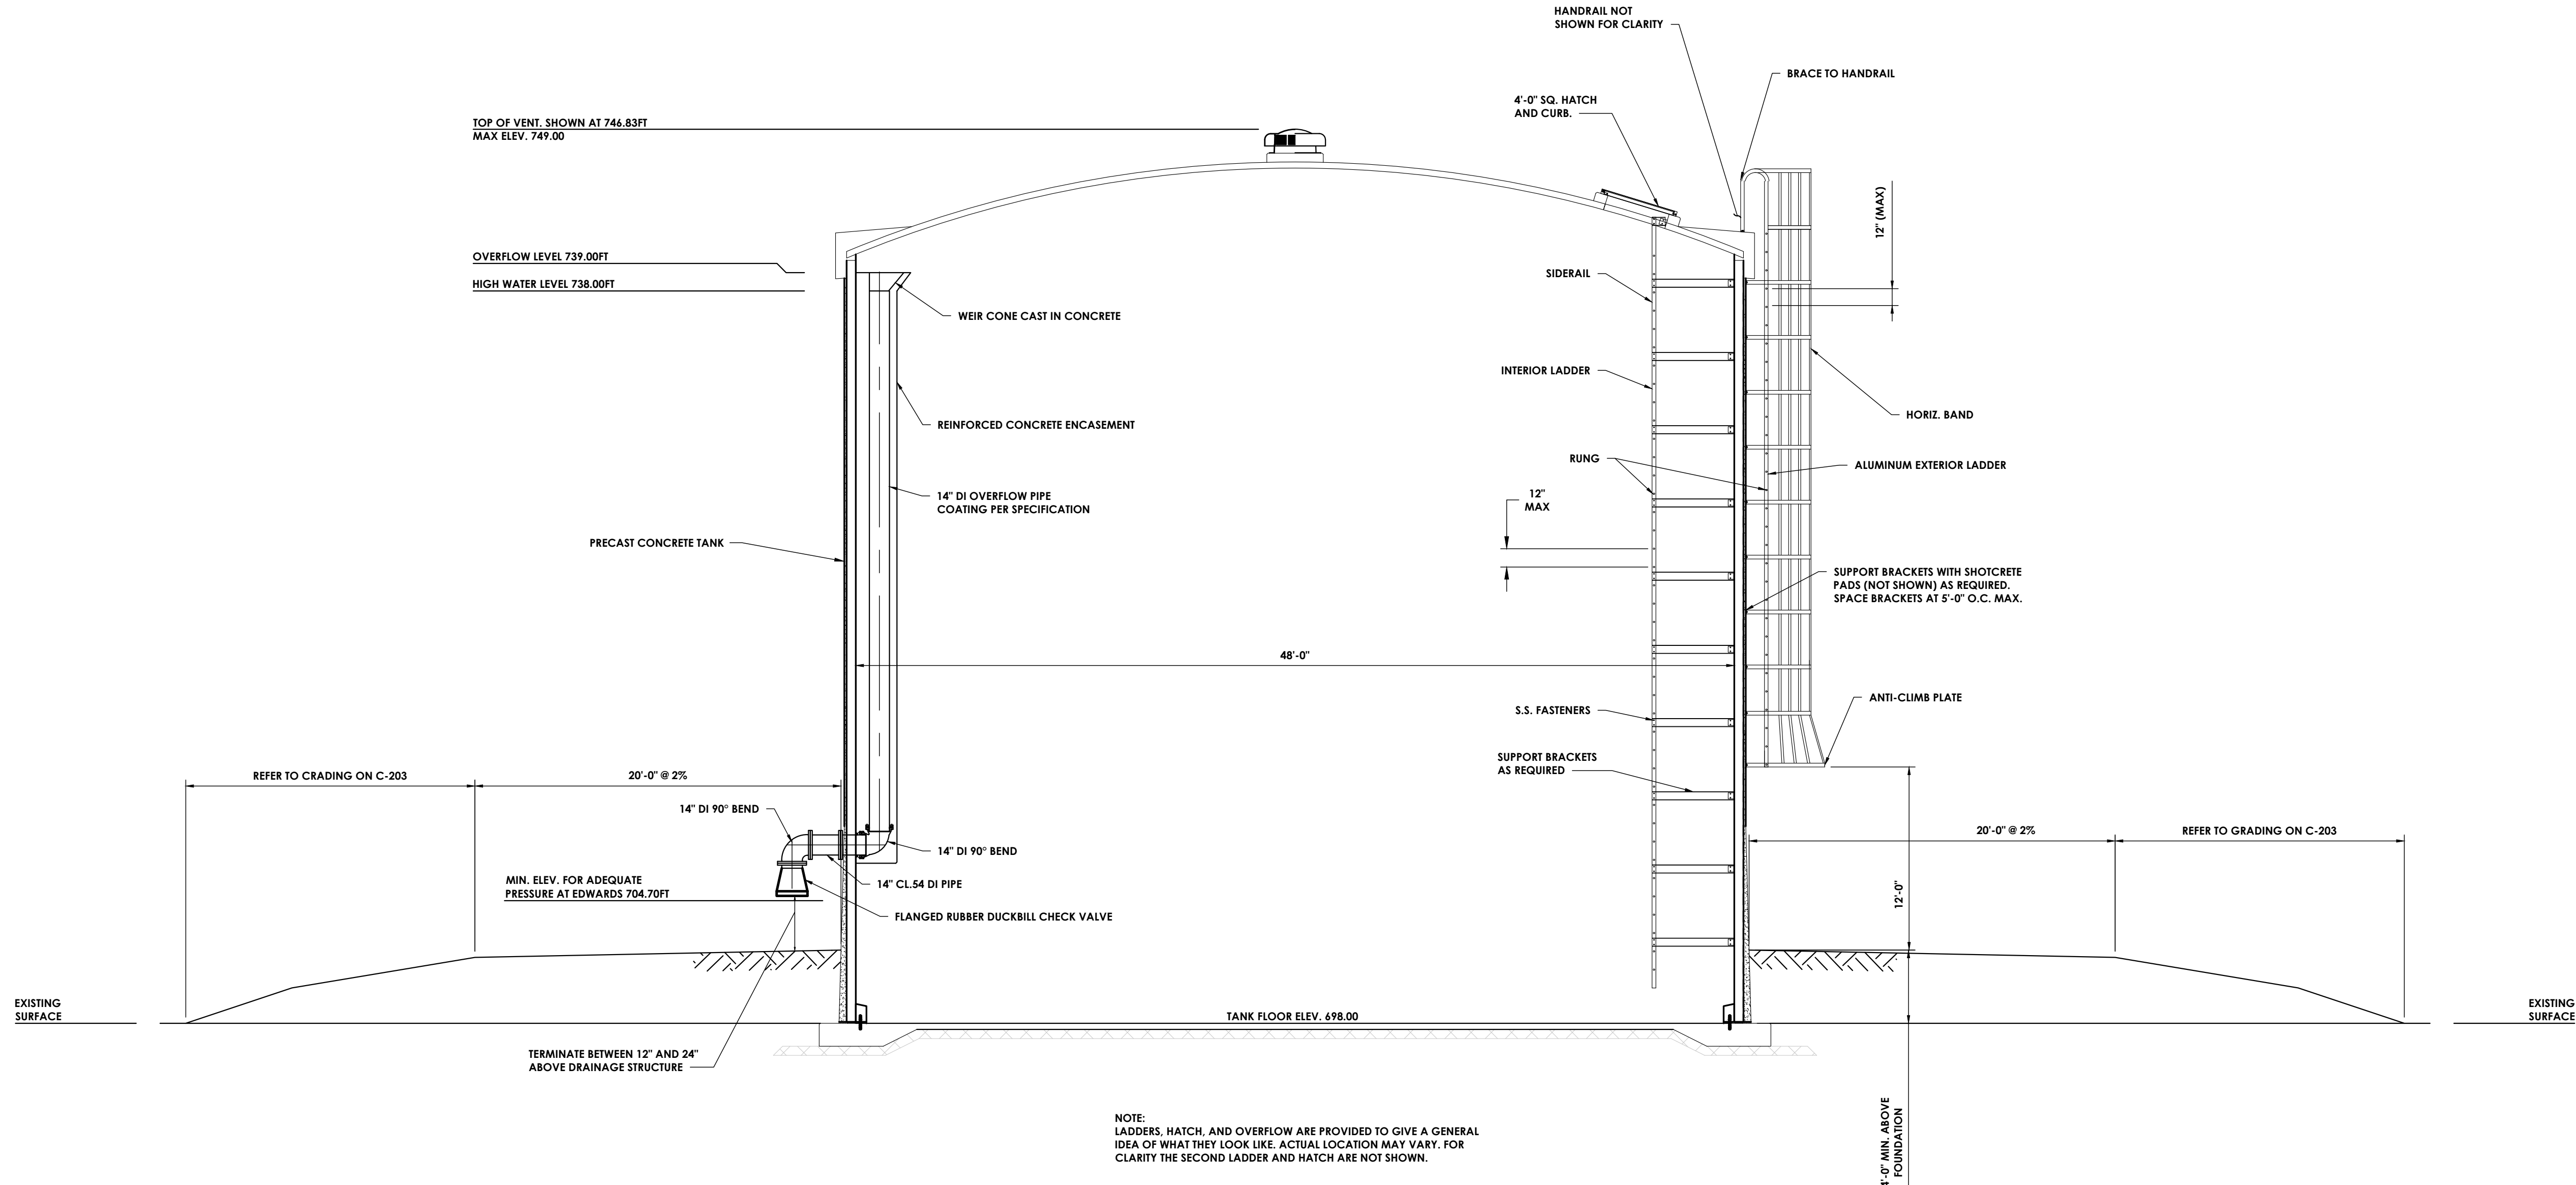 HANDRAIL NOT
SHOWN FOR CLARITY
BRACE TO HANDRAIL
4'-0" SQ. HATCH
AND CURB.
TOP OF VENT. SHOWN AT 746.83FT
MAX ELEV. 749.00
12" (MAX)
OVERFLOW LEVEL 739.00FT
HIGH WATER LEVEL 738.00FT
SIDERAIL
WEIR CONE CAST IN CONCRETE
INTERIOR LADDER
HORIZ. BAND
REINFORCED CONCRETE ENCASEMENT
RUNG
ALUMINUM EXTERIOR LADDER
14" DI OVERFLOW PIPE
COATING PER SPECIFICATION
12"
MAX
PRECAST CONCRETE TANK
SUPPORT BRACKETS WITH SHOTCRETE
PADS (NOT SHOWN) AS REQUIRED.
SPACE BRACKETS AT 5'-0" O.C. MAX.
48'-0"
ANTI-CLIMB PLATE
S.S. FASTENERS
SUPPORT BRACKETS
AS REQUIRED
REFER TO CRADING ON C-203
20'-0" @ 2%
14" DI 90° BEND
20'-0" @ 2%
REFER TO GRADING ON C-203
14" DI 90° BEND
MIN. ELEV. FOR ADEQUATE
PRESSURE AT EDWARDS 704.70FT
14" CL.54 DI PIPE
12'-0"
FLANGED RUBBER DUCKBILL CHECK VALVE
EXISTING
SURFACE
TANK FLOOR ELEV. 698.00
EXISTING
SURFACE
TERMINATE BETWEEN 12" AND 24"
ABOVE DRAINAGE STRUCTURE
NOTE:
LADDERS, HATCH, AND OVERFLOW ARE PROVIDED TO GIVE A GENERAL
IDEA OF WHAT THEY LOOK LIKE. ACTUAL LOCATION MAY VARY. FOR
CLARITY THE SECOND LADDER AND HATCH ARE NOT SHOWN.
4'-0" MIN. ABOVE
FOUNDATION